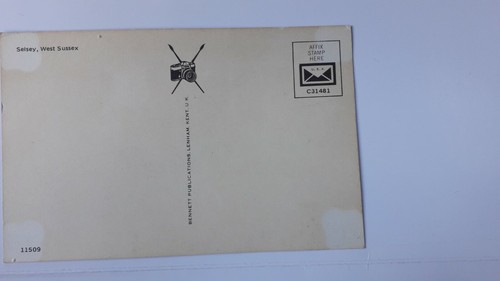 Selsey, West Sussex
AFFIX
STAMP
HERE
C31481
BENNETT PUBLICATIONS, LENHAM, KENT, U.K.
11509